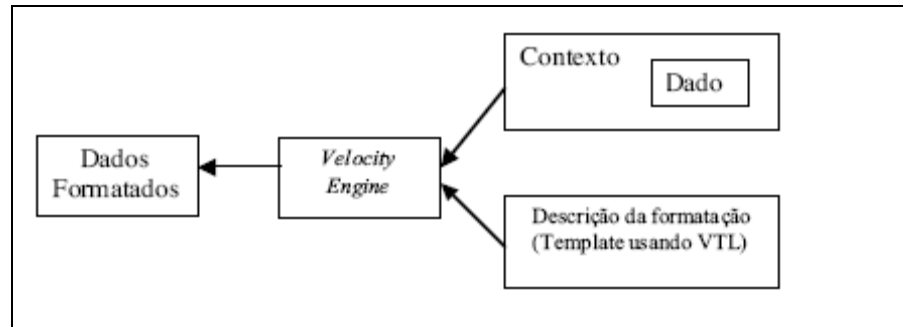 Contexto
Dado
Dados
Formatados
Velocity
Engine
Descrição da formatação
(Template usando VTL)